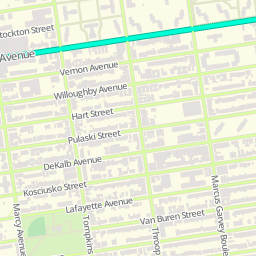 tockton Street
Avenue
Vernon Avenue
Willoughby Avenue
Hart Street
Pulaski Street
DeKalb Avenue
Kosciusko Street
Lafayette Avenue
Van Buren Street
Marcy Avenue
Tompkins
Throop
Marcus Garvey Boule